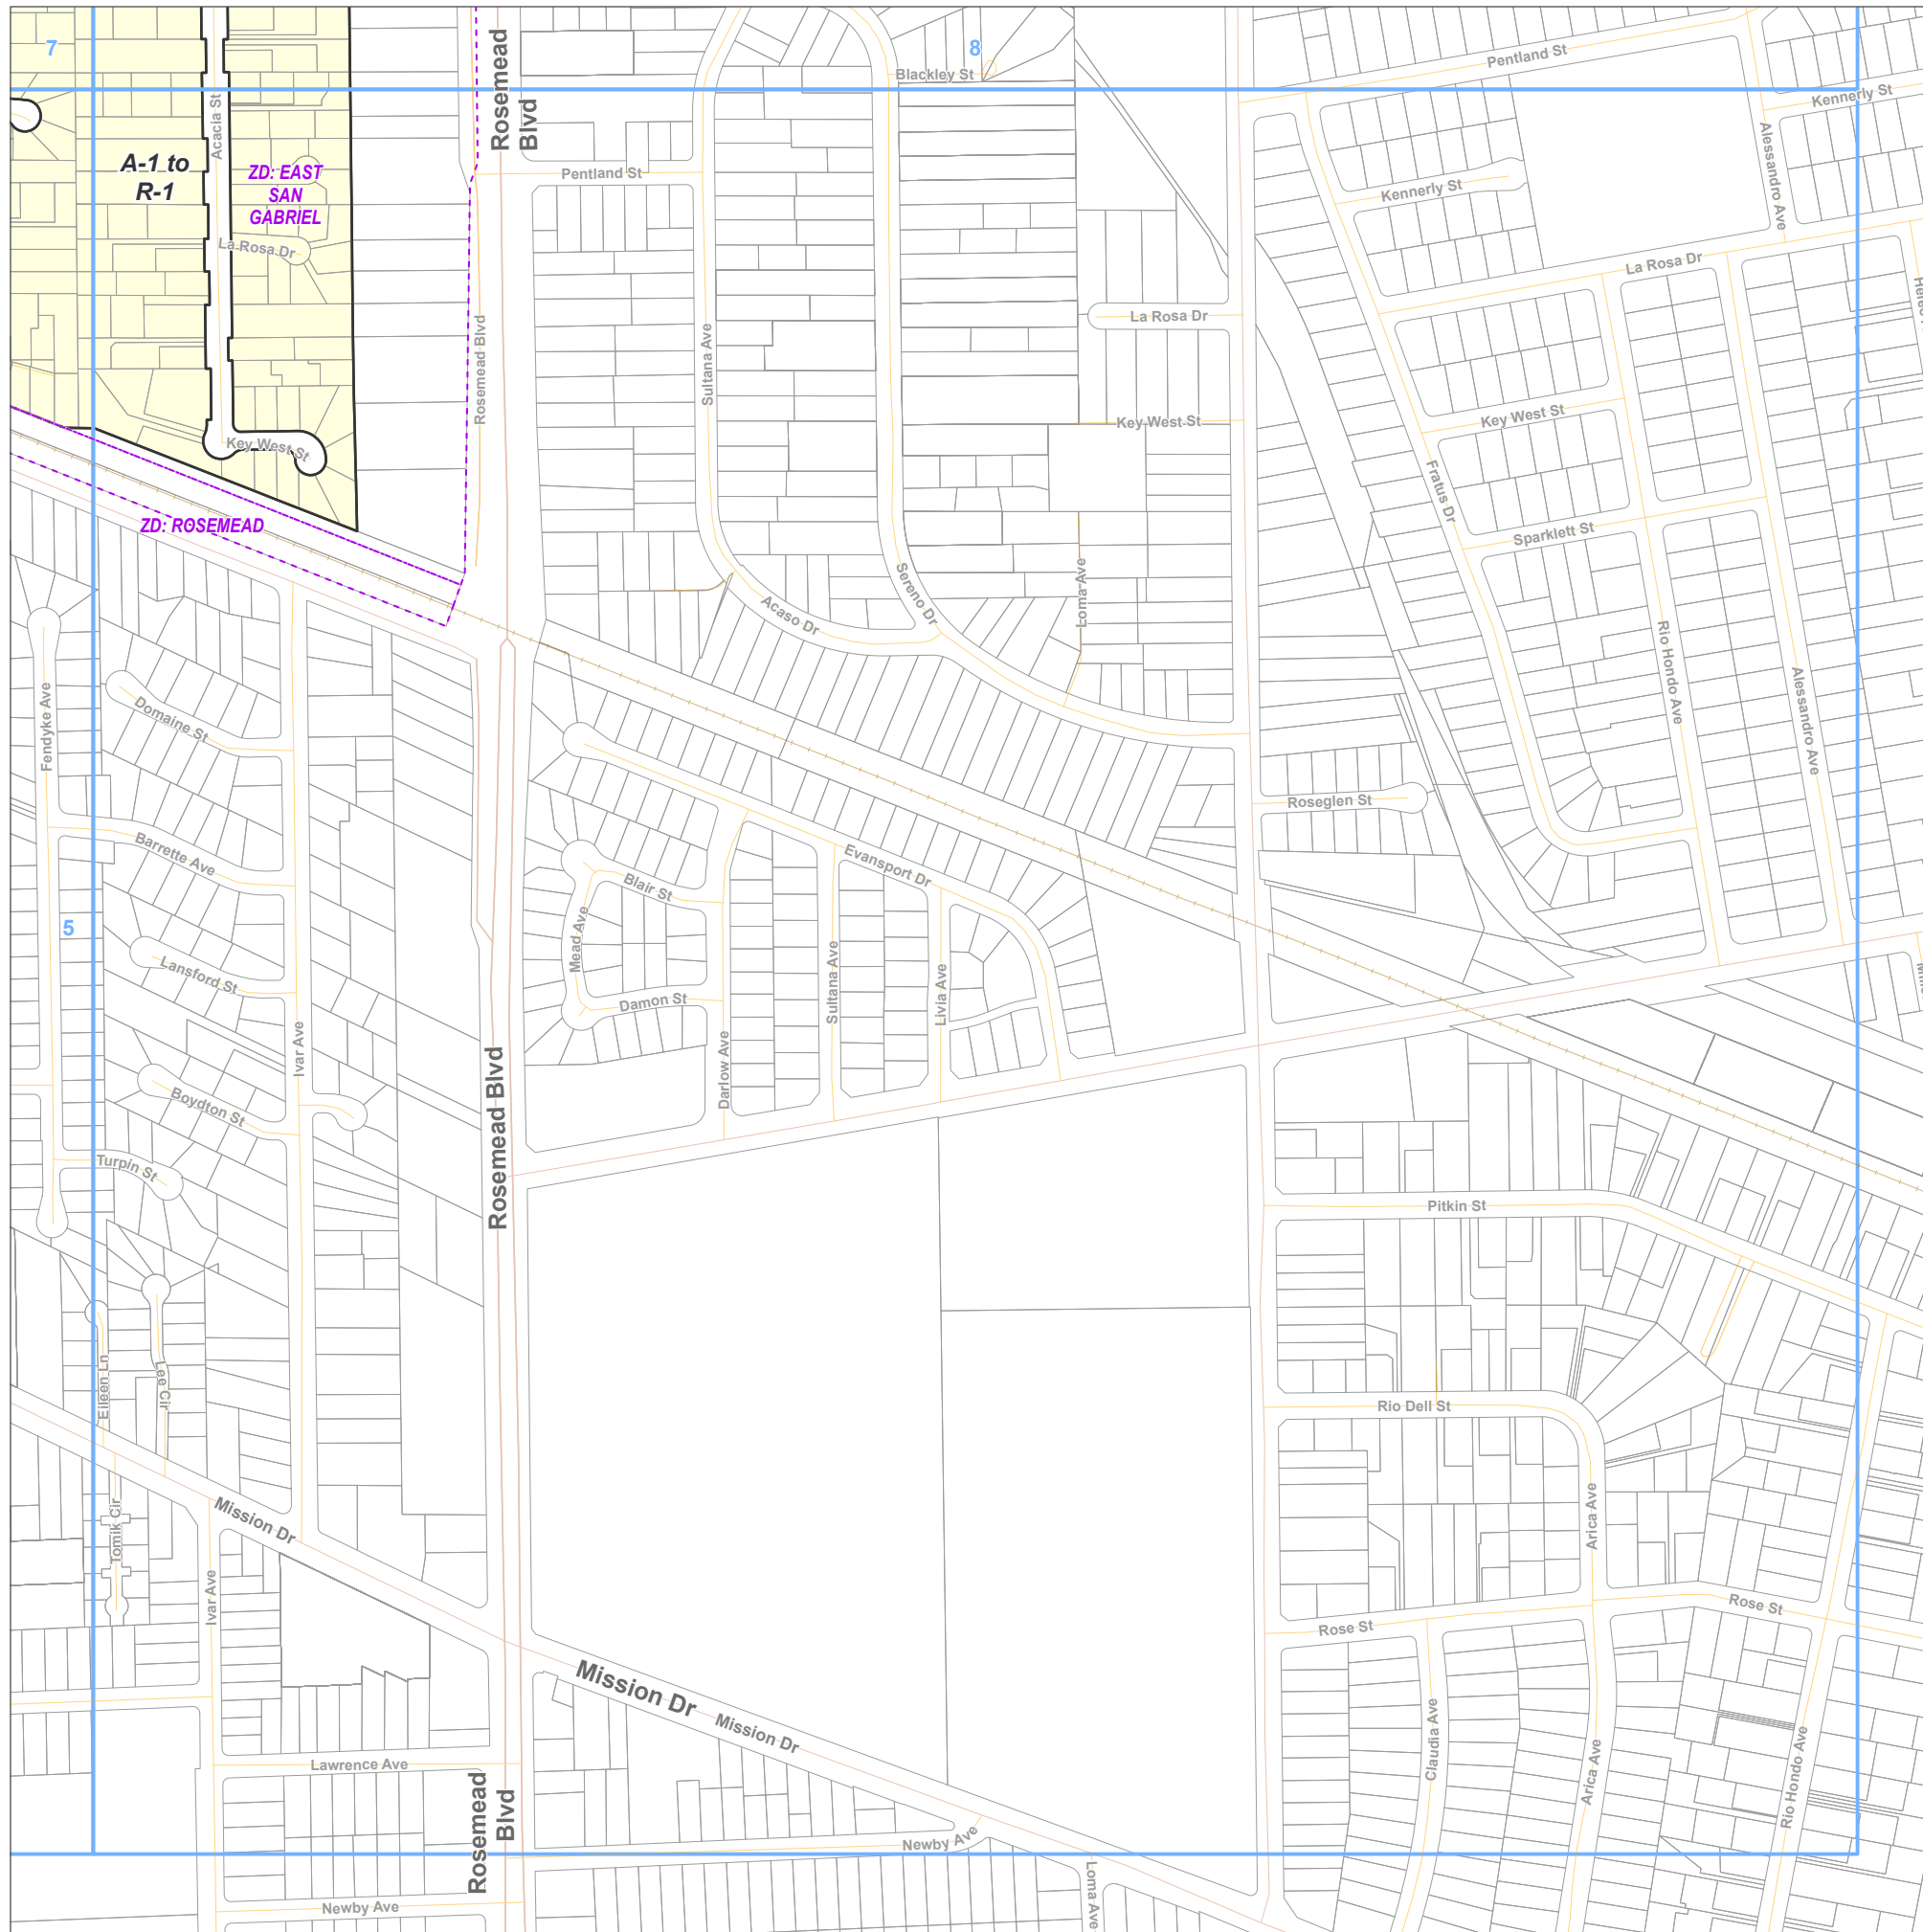 7
8
Rosemead
Blvd
Pentland St
Blackley St
Kennerly St
Acacia St
Alessandro Ave
A-1 to
R-1
ZD: EAST
SAN
GABRIEL
Pentland St
Kennerly St
La Rosa Dr
La Rosa Dr
La Rosa Dr
Rosemead Blvd
Sultana Ave
Key West St
Key West St
Key West St
Fratus Dr
ZD: ROSEMEAD
Sparklett St
Sereno Dr
Loma Ave
Acaso Dr
Rio Hondo Ave
Fendyke Ave
Domaine St
Alessandro Ave
Roseglen St
Barrette Ave
Evansport Dr
Blair St
5
Mead Ave
Lansford St
Sultana Ave
Livia Ave
Damon St
Ivar Ave
Darlow Ave
Rosemead Blvd
Boydton St
Turpin St
Pitkin St
Eileen Ln
Lee Cir
Rio Dell St
Mission Dr
Tomik Cir
Arica Ave
Ivar Ave
Rose St
Rose St
Mission Dr
Mission Dr
Claudia Ave
Lawrence Ave
Arica Ave
Rio Hondo Ave
Rosemead
Blvd
Newby Ave
Loma Ave
Newby Ave